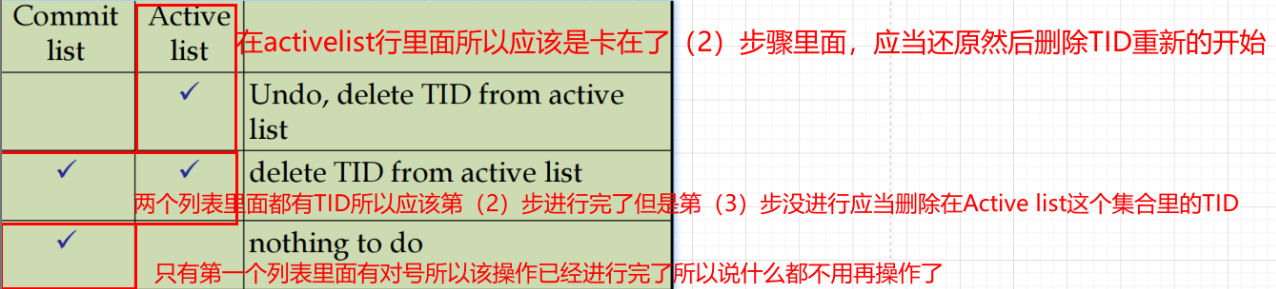 Commit list
Active list
在activelist行里面所以应该是卡在了（2）步骤里面，应当还原然后删除TID重新的开始
✓
Undo, delete TID from active
list
✓
✓
delete TID from active list
两个列表里面都有TID所以应该第（2）步进行完了但是第（3）步没进行应当删除在Active list这个集合里的TID
✓
nothing to do
只有第一个列表里面有对号所以该操作已经进行完了所以说什么都不用再操作了